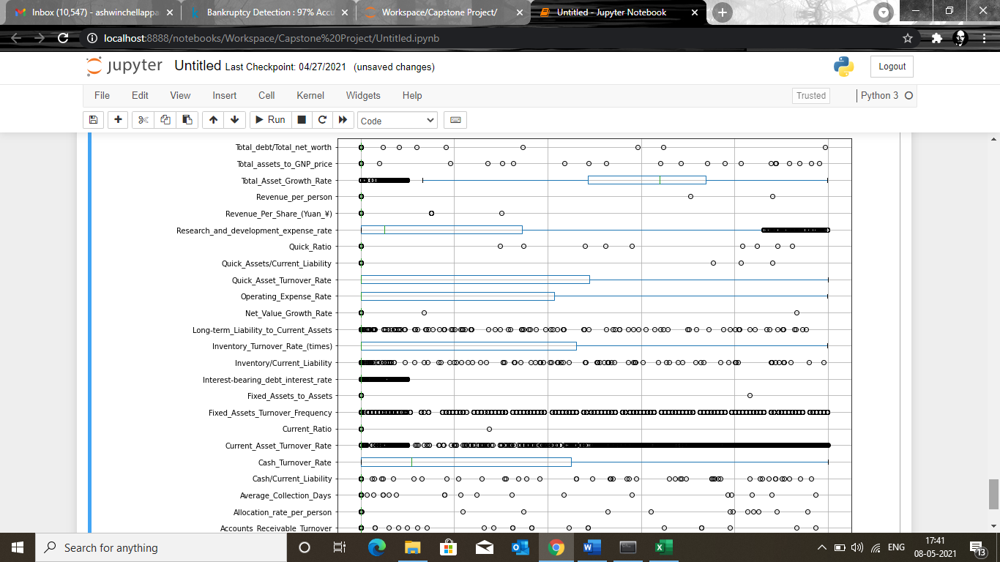 Inbox (10,547) - ashwinchellappa
Bankruptcy Detection : 97% Accu
Workspace/Capstone Project/
Untitled - Jupyter Notebook
localhost:8888/notebooks/Workspace/Capstone%20Project/Untitled.ipynb
jupyter Untitled Last Checkpoint: 04/27/2021 (unsaved changes)
Logout
File Edit View Insert Cell Kernel Widgets Help
Trusted
Python 3
Run
Code
Total_debt/Total_net_worth
Total_assets_to_GNP_price
Total_Asset_Growth_Rate
Revenue_per_person
Revenue_Per_Share_(Yuan_¥)
Research_and_development_expense_rate
Quick_Ratio
Quick_Assets/Current_Liability
Quick_Asset_Turnover_Rate
Operating_Expense_Rate
Net_Value_Growth_Rate
Long-term_Liability_to_Current_Assets
Inventory_Turnover_Rate_(times)
Inventory/Current_Liability
Interest-bearing_debt_interest_rate
Fixed_Assets_to_Assets
Fixed_Assets_Turnover_Frequency
Current_Ratio
Current_Asset_Turnover_Rate
Cash_Turnover_Rate
Cash/Current_Liability
Average_Collection_Days
Allocation_rate_per_person
Accounts_Receivable_Turnover
Search for anything
ENG
17:41
08-05-2021
13